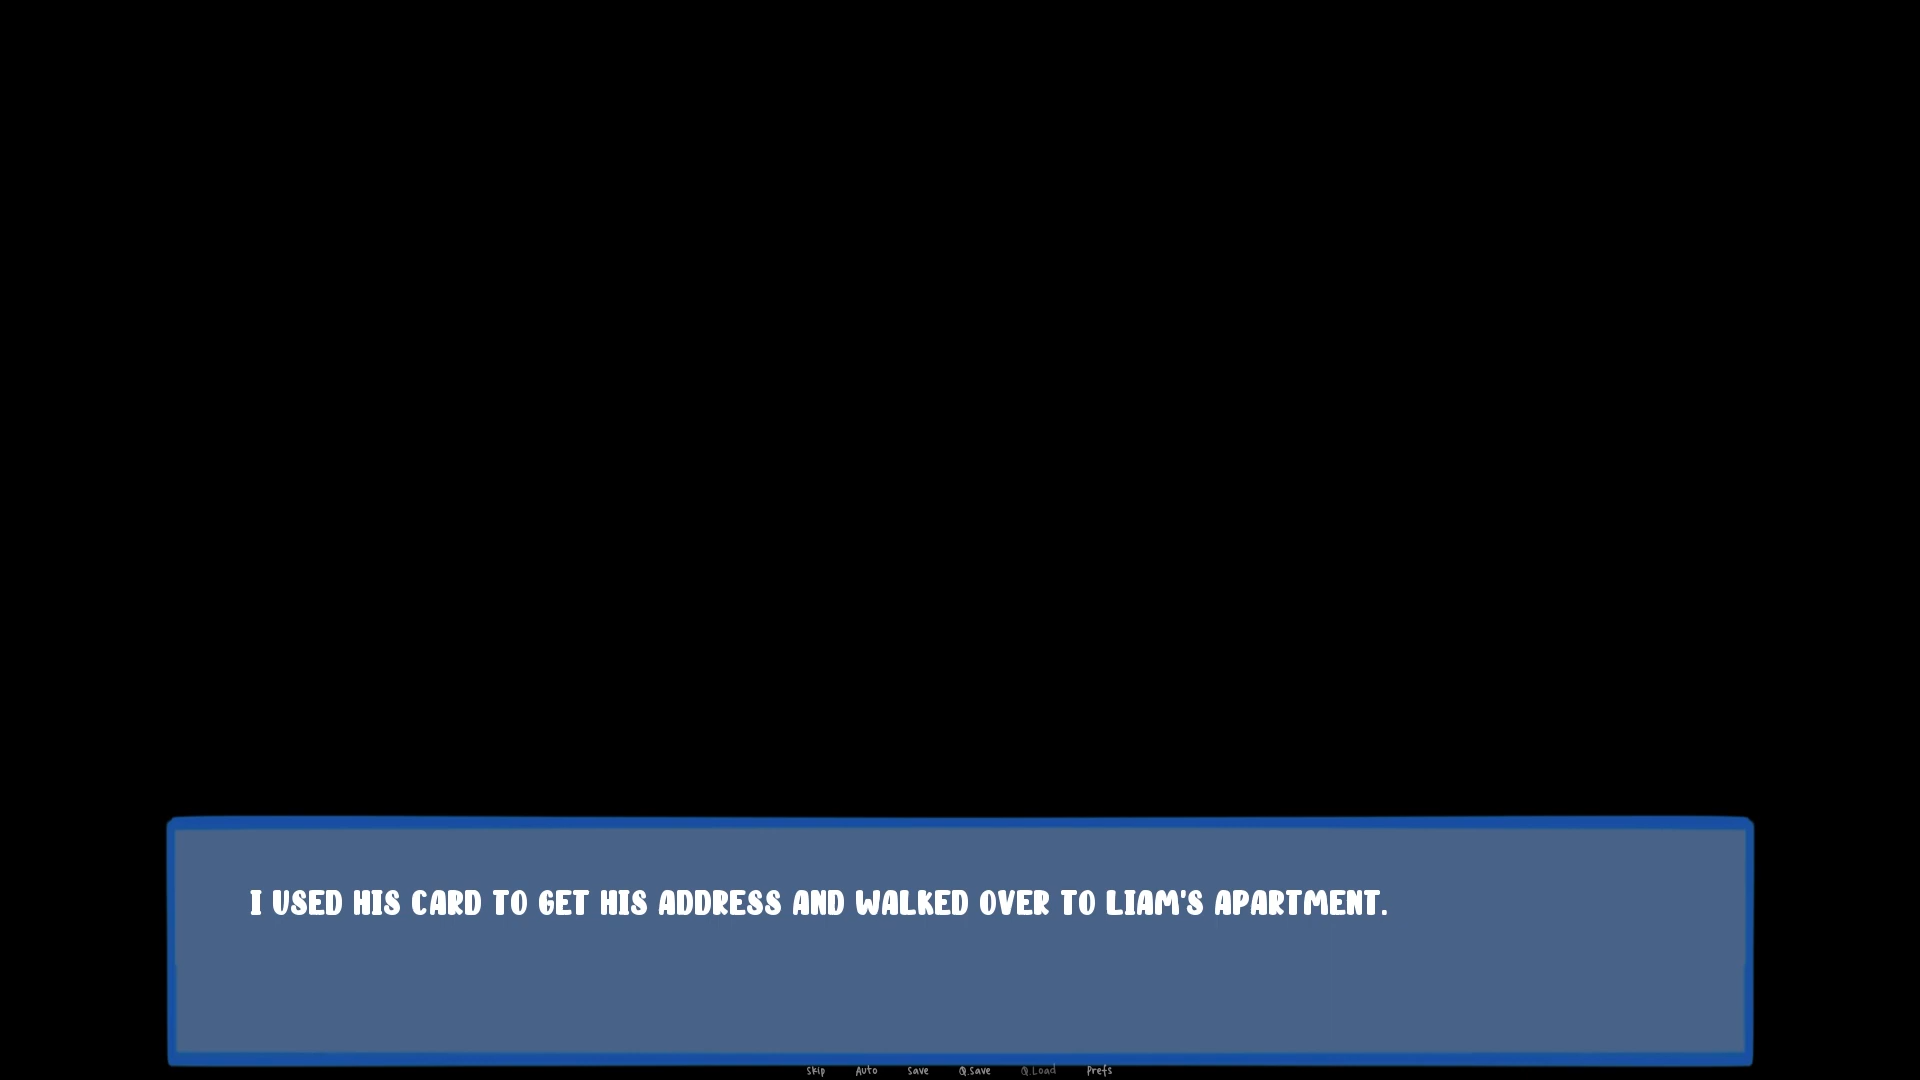 I USED HIS CARD TO GET HIS ADDRESS AND WALKED OVER TO LIAM'S APARTMENT.
Skip Auto Save Q.Save Q.Load Prefs